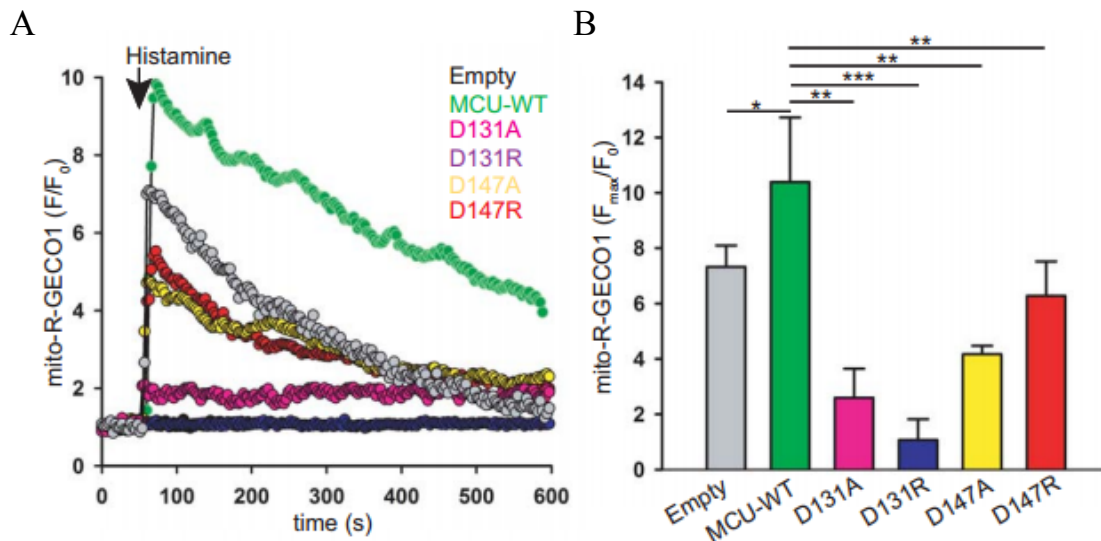 A
Histamine
Empty
MCU-WT
D131A
D131R
D147A
D147R
10
8
6
4
2
0
0 100 200 300 400 500 600
time (s)
mito-R-GECO1 (F/F₀)
B
**
**
***
**
*
14
12
10
8
6
4
2
0
Empty MCU-WT D131A D131R D147A D147R
mito-R-GECO1 (Fmax/F₀)